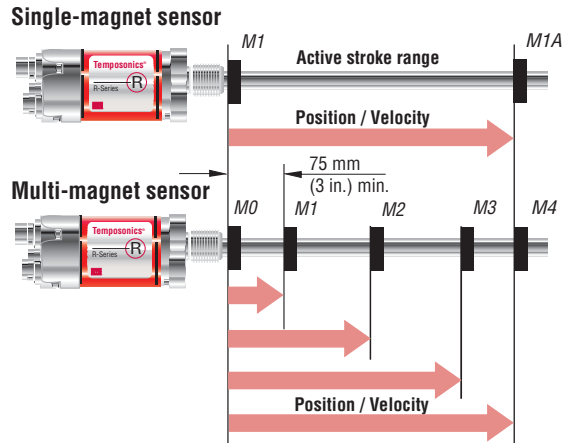 Single-magnet sensor
M1
M1A
Temposonics®
R-Series
R
Active stroke range
Position / Velocity
75 mm
(3 in.) min.
Multi-magnet sensor
M0
M1
M2
M3
M4
Temposonics®
R-Series
R
Position / Velocity